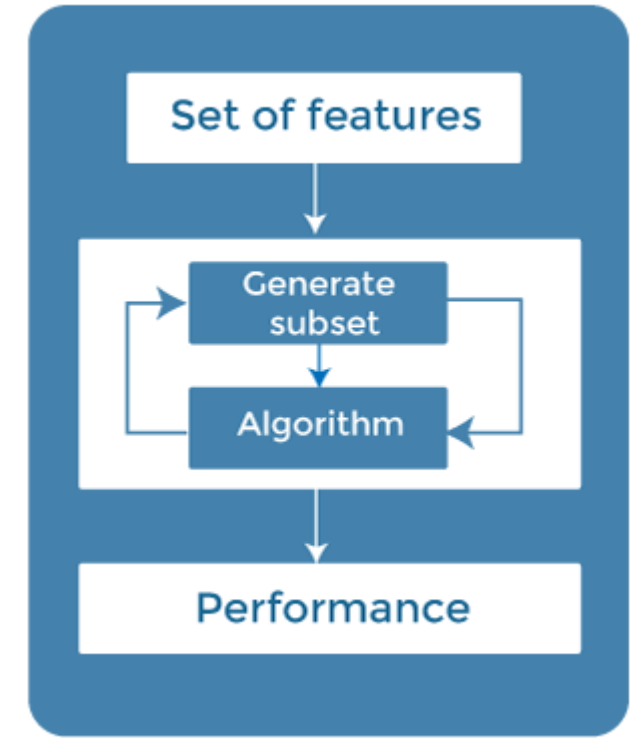 Set of features
Generate
subset
Algorithm
Performance